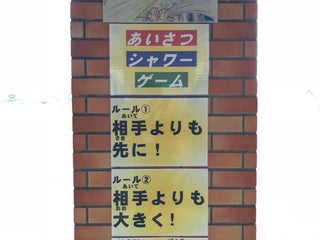 あいさつ
シャワー
ゲーム
ルール①
相手よりも
先に！
ルール②
相手よりも
大きく！